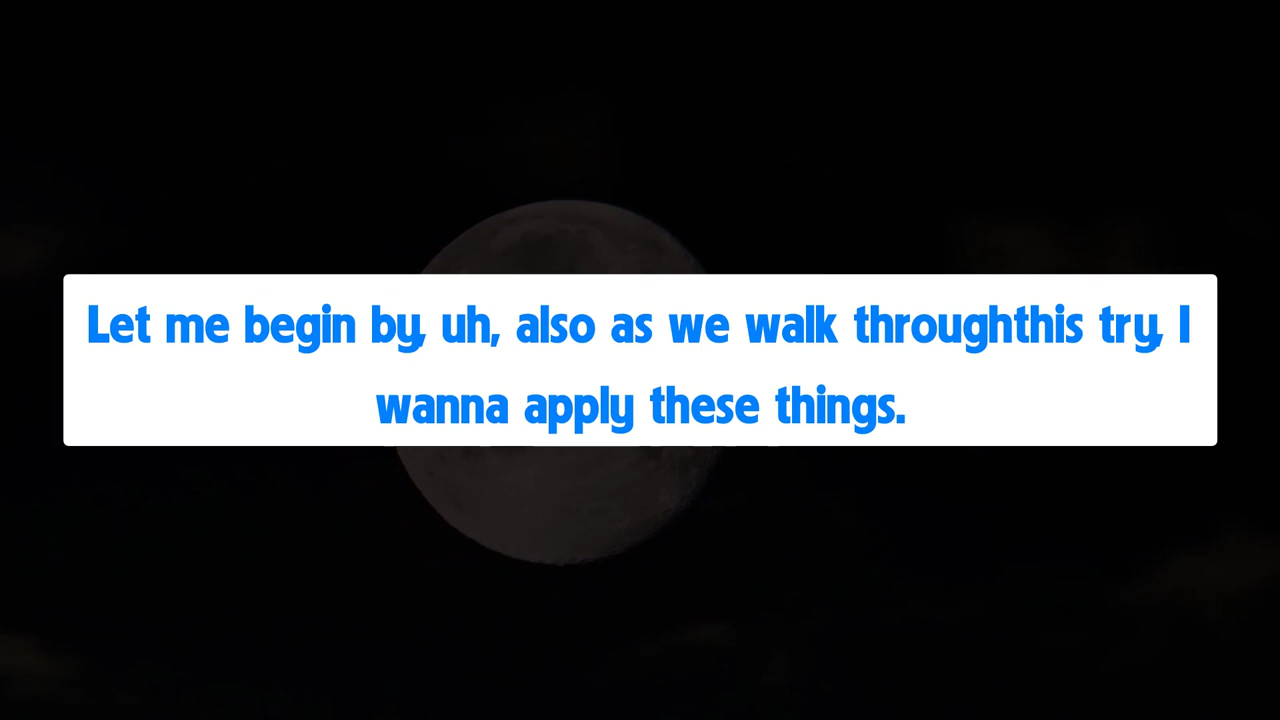 Let me begin by, uh, also as we walk throughthis try, I
wanna apply these things.